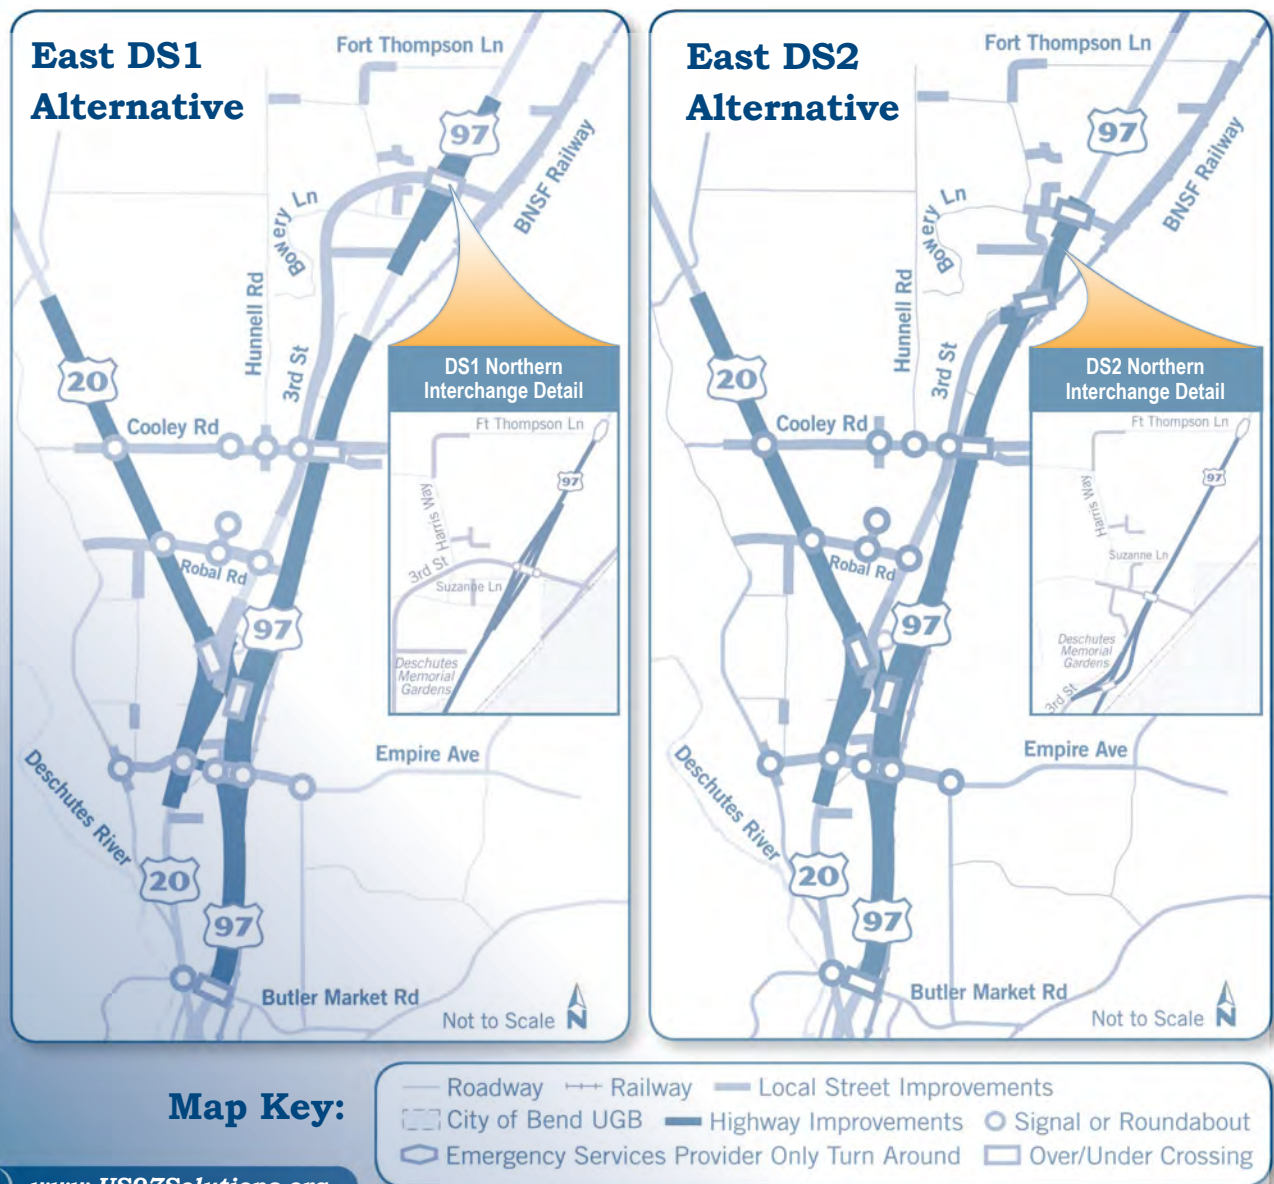 East DS1
Alternative
Fort Thompson Ln
97
BNSF Railway
Bowery Ln
Hunnell Rd
3rd St
20
Cooley Rd
Robal Rd
97
DS1 Northern
Interchange Detail
Ft Thompson Ln
97
Harris Way
3rd St
Suzanne Ln
Deschutes
Memorial
Gardens
Empire Ave
Deschutes River
20
97
Butler Market Rd
Not to Scale
N
East DS2
Alternative
Fort Thompson Ln
97
BNSF Railway
Bowery Ln
Hunnell Rd
3rd St
20
Cooley Rd
Robal Rd
97
DS2 Northern
Interchange Detail
Ft Thompson Ln
97
Harris Way
Suzanne Ln
Deschutes
Memorial
Gardens
3rd St
Empire Ave
Deschutes River
20
97
Butler Market Rd
Not to Scale
N
Map Key:
Roadway Railway Local Street Improvements
City of Bend UGB Highway Improvements Signal or Roundabout
Emergency Services Provider Only Turn Around Over/Under Crossing
www.US97Solutions.org